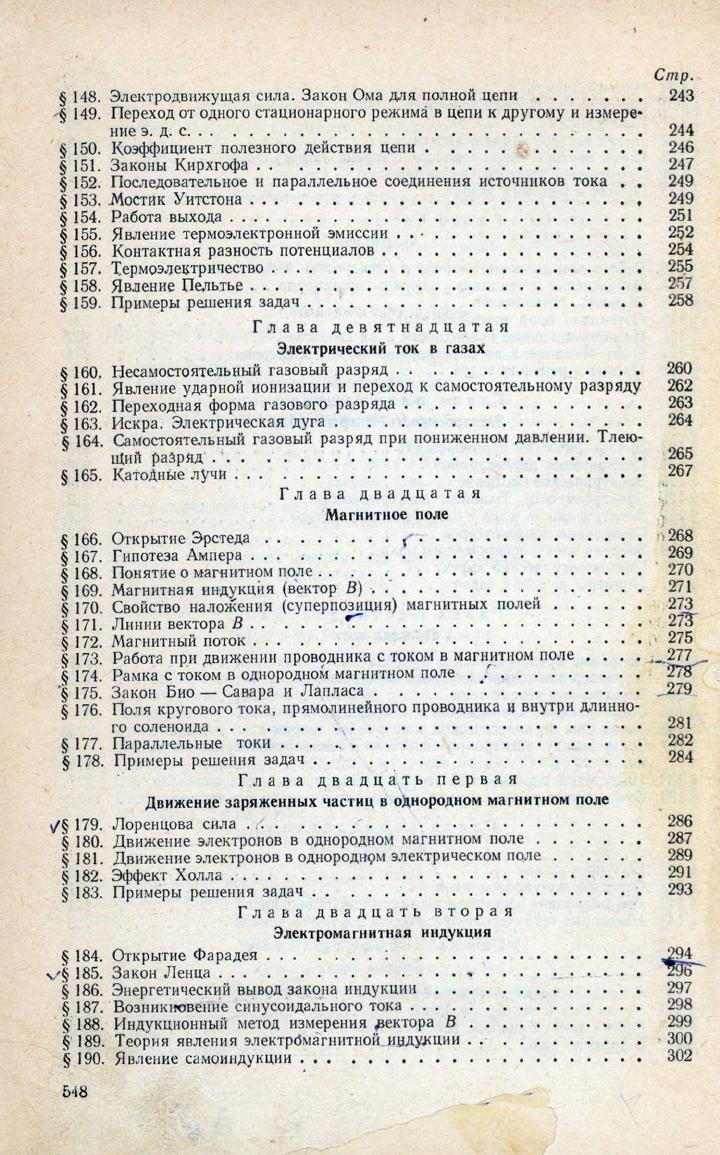 Стр.
§ 148. Электродвижущая сила. Закон Ома для полной цепи . . . . . . . 243
§ 149. Переход от одного стационарного режима в цепи к другому и измере-
ние э. д. с. . . . . . . . . . . . . . . . . . . . . . . . . . 244
§ 150. Коэффициент полезного действия цепи . . . . . . . . . . . . . 246
§ 151. Законы Кирхгофа . . . . . . . . . . . . . . . . . . . . . . . 247
§ 152. Последовательное и параллельное соединения источников тока . . 249
§ 153. Мостик Уитстона . . . . . . . . . . . . . . . . . . . . . . . 249
§ 154. Работа выхода . . . . . . . . . . . . . . . . . . . . . . . . 251
§ 155. Явление термоэлектронной эмиссии . . . . . . . . . . . . . . . 252
§ 156. Контактная разность потенциалов . . . . . . . . . . . . . . . 254
§ 157. Термоэлектричество . . . . . . . . . . . . . . . . . . . . . . 255
§ 158. Явление Пельтье . . . . . . . . . . . . . . . . . . . . . . . 257
§ 159. Примеры решения задач . . . . . . . . . . . . . . . . . . . . 258
Глава девятнадцатая
Электрический ток в газах
§ 160. Несамостоятельный газовый разряд . . . . . . . . . . . . . . . 260
§ 161. Явление ударной ионизации и переход к самостоятельному разряду 262
§ 162. Переходная форма газового разряда . . . . . . . . . . . . . . 263
§ 163. Искра. Электрическая дуга . . . . . . . . . . . . . . . . . . 264
§ 164. Самостоятельный газовый разряд при пониженном давлении. Тлею-
щий разряд . . . . . . . . . . . . . . . . . . . . . . . . . . 265
§ 165. Катодные лучи . . . . . . . . . . . . . . . . . . . . . . . . 267
Глава двадцатая
Магнитное поле
§ 166. Открытие Эрстеда . . . . . . . . . . . . . . . . . . . . . . 268
§ 167. Гипотеза Ампера . . . . . . . . . . . . . . . . . . . . . . . 269
§ 168. Понятие о магнитном поле . . . . . . . . . . . . . . . . . . . 270
§ 169. Магнитная индукция (вектор B) . . . . . . . . . . . . . . . . 271
§ 170. Свойство наложения (суперпозиция) магнитных полей . . . . . . 273
§ 171. Линии вектора B . . . . . . . . . . . . . . . . . . . . . . . 273
§ 172. Магнитный поток . . . . . . . . . . . . . . . . . . . . . . . 275
§ 173. Работа при движении проводника с током в магнитном поле . . . . 277
§ 174. Рамка с током в однородном магнитном поле . . . . . . . . . . 278
§ 175. Закон Био — Савара и Лапласа . . . . . . . . . . . . . . . . . 279
§ 176. Поля кругового тока, прямолинейного проводника и внутри длинно-
го соленоида . . . . . . . . . . . . . . . . . . . . . . . . . 281
§ 177. Параллельные токи . . . . . . . . . . . . . . . . . . . . . . 282
§ 178. Примеры решения задач . . . . . . . . . . . . . . . . . . . . 284
Глава двадцать первая
Движение заряженных частиц в однородном магнитном поле
§ 179. Лоренцова сила . . . . . . . . . . . . . . . . . . . . . . . . 286
§ 180. Движение электронов в однородном магнитном поле . . . . . . . 287
§ 181. Движение электронов в однородном электрическом поле . . . . . . 289
§ 182. Эффект Холла . . . . . . . . . . . . . . . . . . . . . . . . . 291
§ 183. Примеры решения задач . . . . . . . . . . . . . . . . . . . . 293
Глава двадцать вторая
Электромагнитная индукция
§ 184. Открытие Фарадея . . . . . . . . . . . . . . . . . . . . . . . 294
§ 185. Закон Ленца . . . . . . . . . . . . . . . . . . . . . . . . . 296
§ 186. Энергетический вывод закона индукции . . . . . . . . . . . . . 297
§ 187. Возникновение синусоидального тока . . . . . . . . . . . . . . 298
§ 188. Индукционный метод измерения вектора B . . . . . . . . . . . . 299
§ 189. Теория явления электромагнитной индукции . . . . . . . . . . . 300
§ 190. Явление самоиндукции . . . . . . . . . . . . . . . . . . . . . 302
548